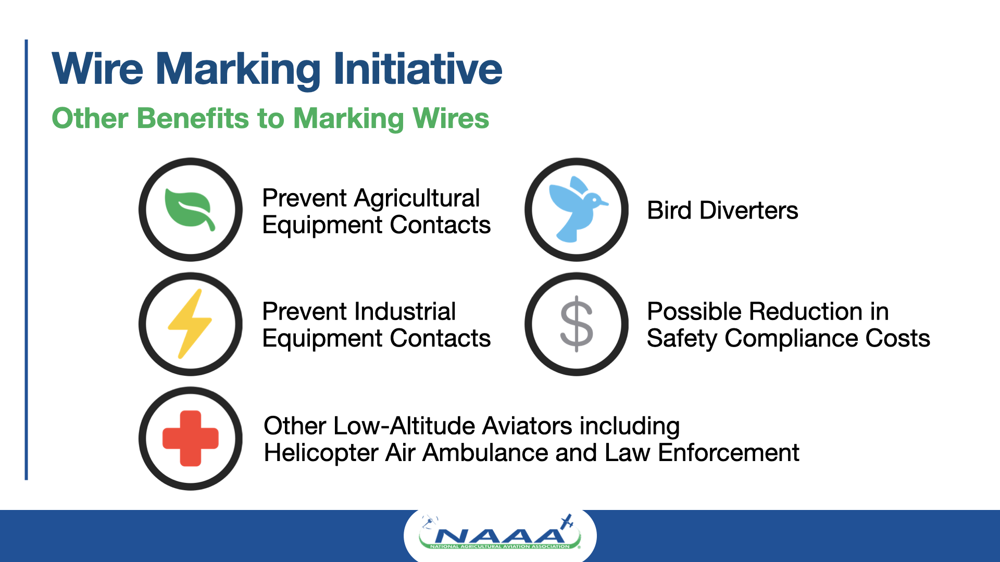 Wire Marking Initiative
Other Benefits to Marking Wires
Prevent Agricultural
Equipment Contacts
Bird Diverters
Prevent Industrial
Equipment Contacts
$
Possible Reduction in
Safety Compliance Costs
Other Low-Altitude Aviators including
Helicopter Air Ambulance and Law Enforcement
NAAA
NATIONAL AGRICULTURAL AVIATION ASSOCIATION ®